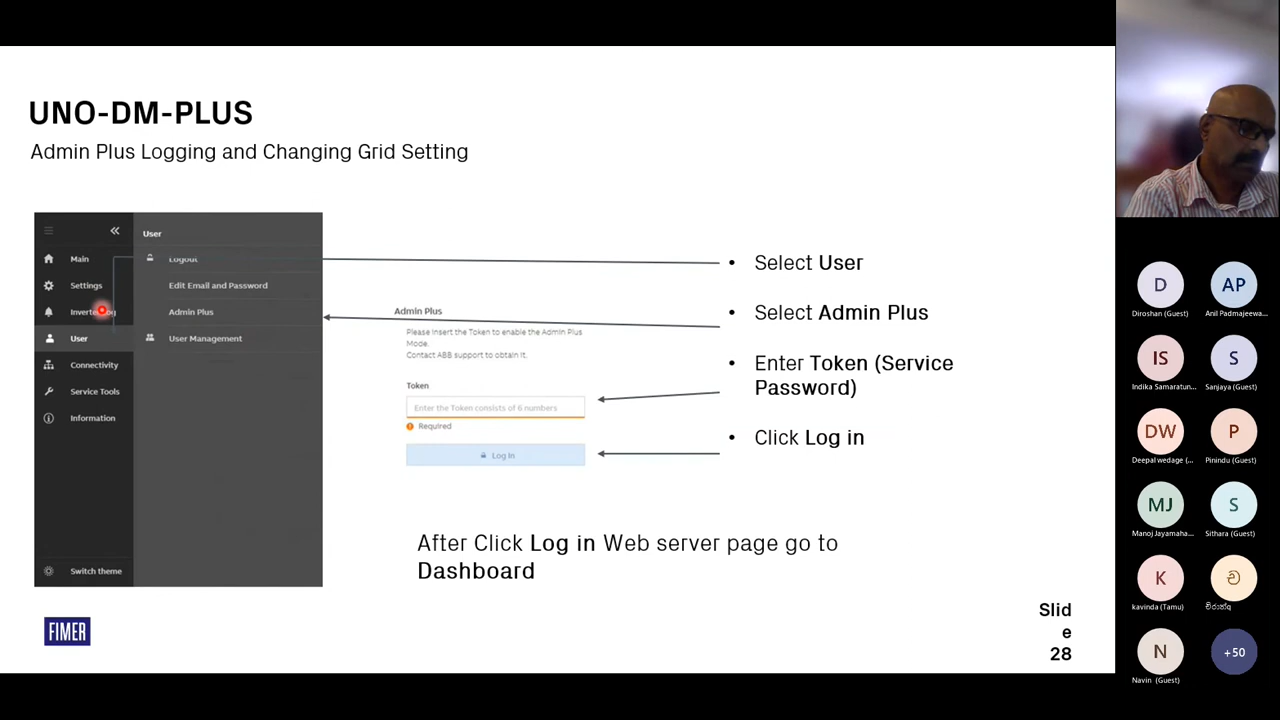 UNO-DM-PLUS
Admin Plus Logging and Changing Grid Setting
User
Main
Logout
Settings
Edit Email and Password
Admin Plus
User
User Management
Connectivity
Service Tools
Information
Switch theme
Admin Plus
Please insert the Token to enable the Admin Plus
Mode.
Contact ABB support to obtain it.
Token
Enter the Token consists of 6 numbers
Required
Log In
• Select User
• Select Admin Plus
• Enter Token (Service
Password)
• Click Log in
After Click Log in Web server page go to
Dashboard
FIMER
Slid
e
28
D
Diroshan (Guest)
AP
Anil Padmajeewa...
IS
Indika Samaratun...
S
Sanjaya (Guest)
DW
Deepal wedage (...
P
Pinindu (Guest)
MJ
Manoj Jayamaha...
S
Sithara (Guest)
K
kavinda (Tamu)
N
Navin (Guest)
+50